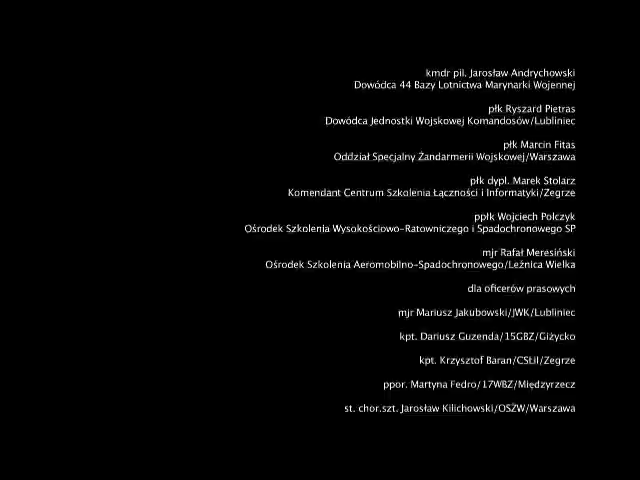 kmdr pil. Jarosław Andrychowski
Dowódca 44 Bazy Lotnictwa Marynarki Wojennej
płk Ryszard Pietras
Dowódca Jednostki Wojskowej Komandosów/Lubliniec
płk Marcin Fitas
Oddział Specjalny Żandarmerii Wojskowej/Warszawa
płk dypl. Marek Stolarz
Komendant Centrum Szkolenia Łączności i Informatyki/Zegrze
ppłk Wojciech Polczyk
Ośrodek Szkolenia Wysokościowo-Ratowniczego i Spadochronowego SP
mjr Rafał Meresiński
Ośrodek Szkolenia Aeromobilno-Spadochronowego/Leźnica Wielka
dla oficerów prasowych
mjr Mariusz Jakubowski/JWK/Lubliniec
kpt. Dariusz Guzenda/15GBZ/Giżycko
kpt. Krzysztof Baran/CSŁiI/Zegrze
ppor. Martyna Fedro/17WBZ/Międzyrzecz
st. chor.szt. Jarosław Kilichowski/OSŻW/Warszawa